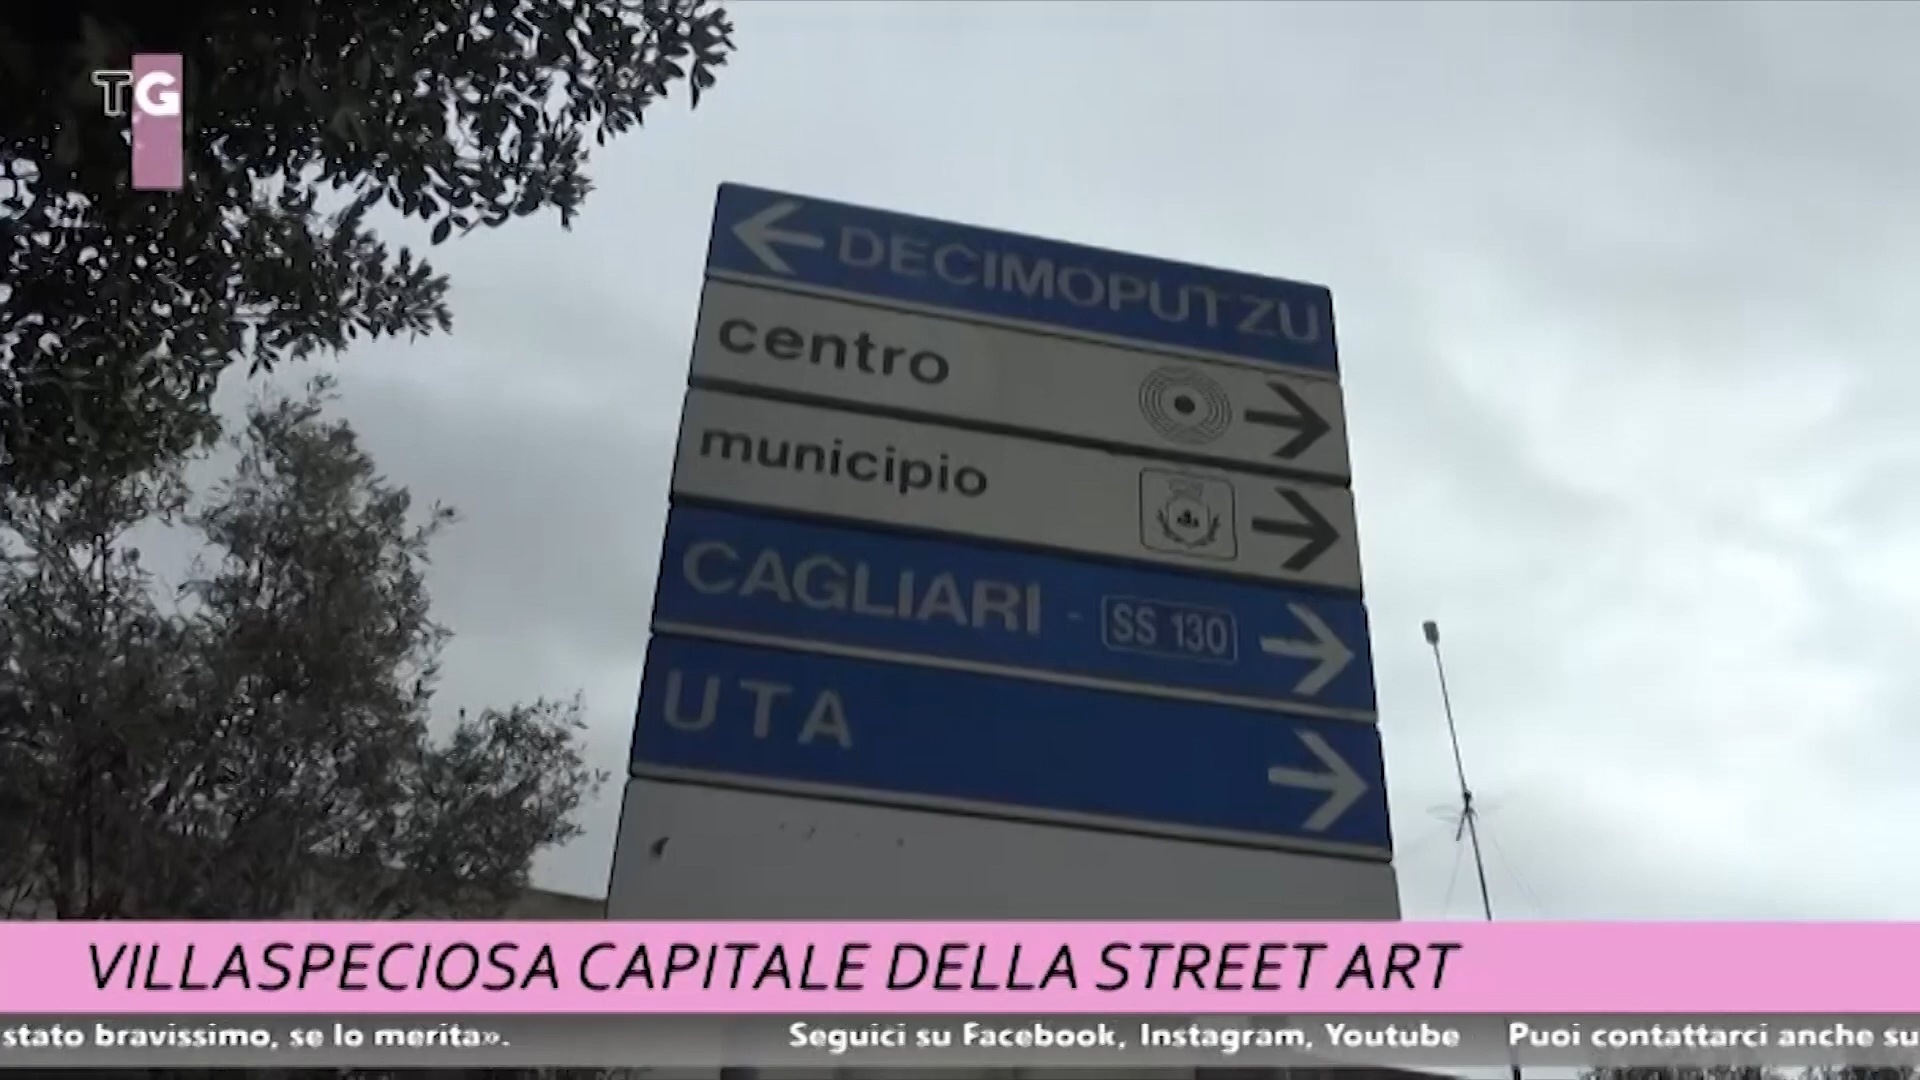 TG
DECIMOPUTZU
centro
municipio
CAGLIARI - SS 130
UTA
VILLASPECIOSA CAPITALE DELLA STREET ART
stato bravissimo, se lo merita». Seguici su Facebook, Instagram, Youtube Puoi contattarci anche su